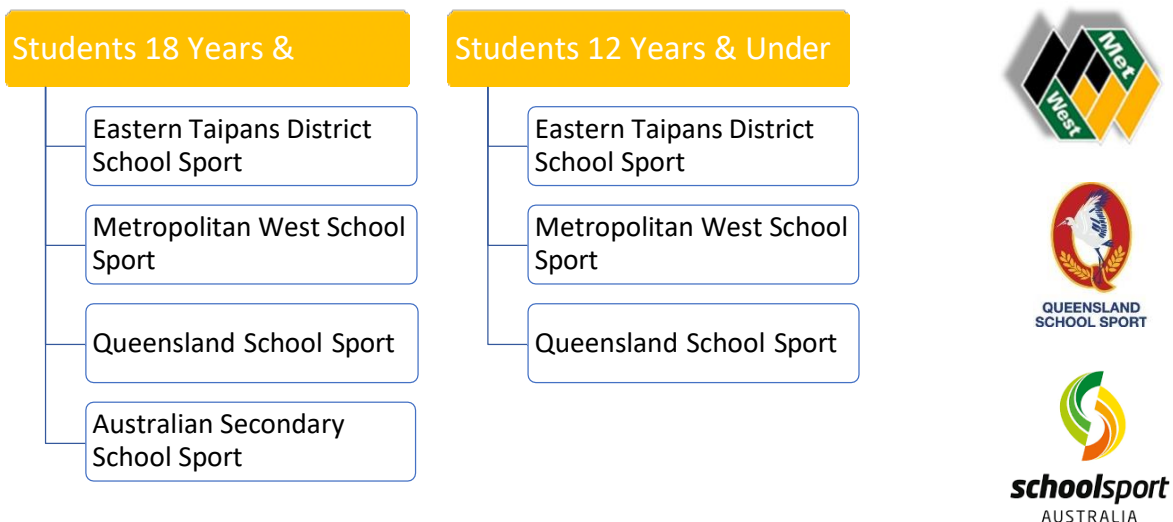 Students 18 Years &
Eastern Taipans District
School Sport
Metropolitan West School
Sport
Queensland School Sport
Australian Secondary
School Sport
Students 12 Years & Under
Eastern Taipans District
School Sport
Metropolitan West School
Sport
Queensland School Sport
Met
West
QUEENSLAND
SCHOOL SPORT
schoolsport
AUSTRALIA